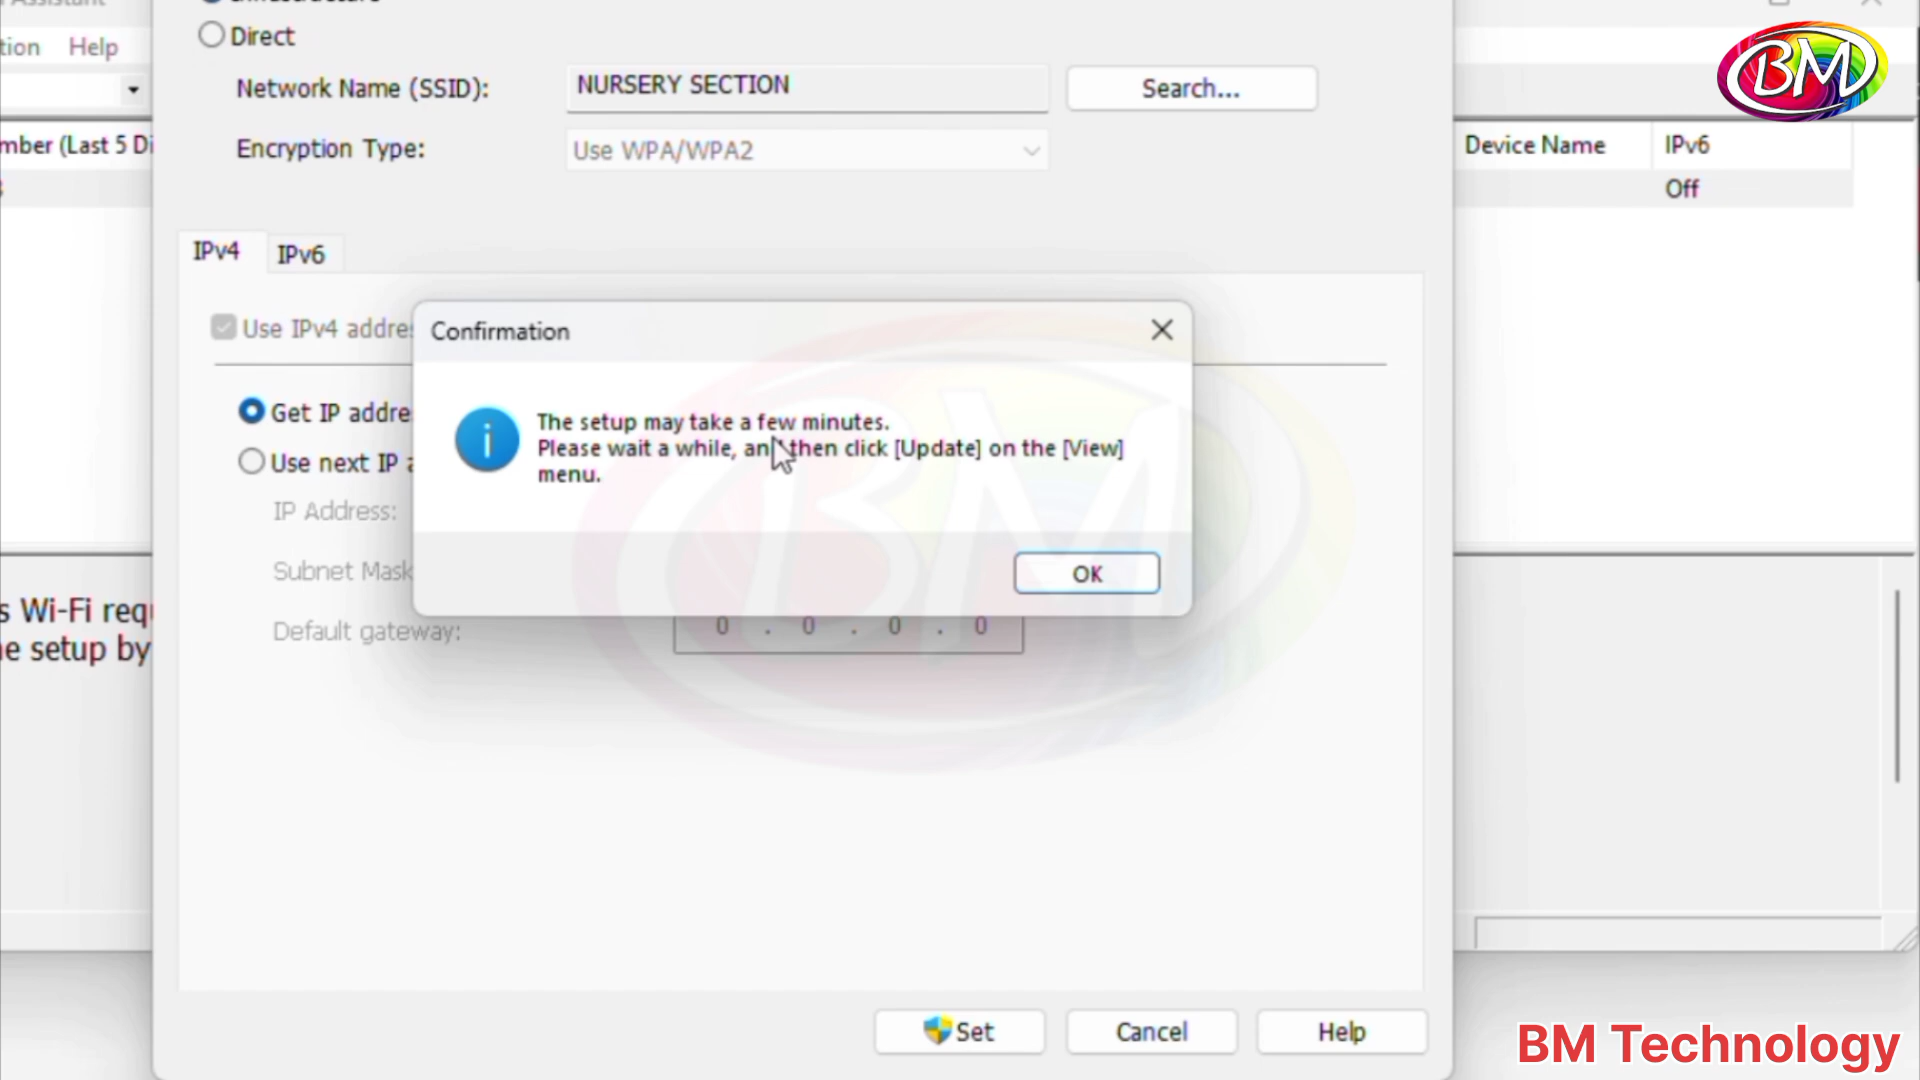 Assistant
Infrastructure
Direct
tion Help
Network Name (SSID): NURSERY SECTION Search...
Encryption Type: Use WPA/WPA2
mber (Last 5 Di Device Name IPv6
Off
IPv4 IPv6
Use IPv4 addre
Confirmation
Get IP addre
Use next IP a
The setup may take a few minutes.
Please wait a while, and then click [Update] on the [View]
menu.
IP Address:
Subnet Mask
OK
Default gateway: 0 . 0 . 0 . 0
s Wi-Fi requ
e setup by
Set Cancel Help
BM
BM
BM Technology